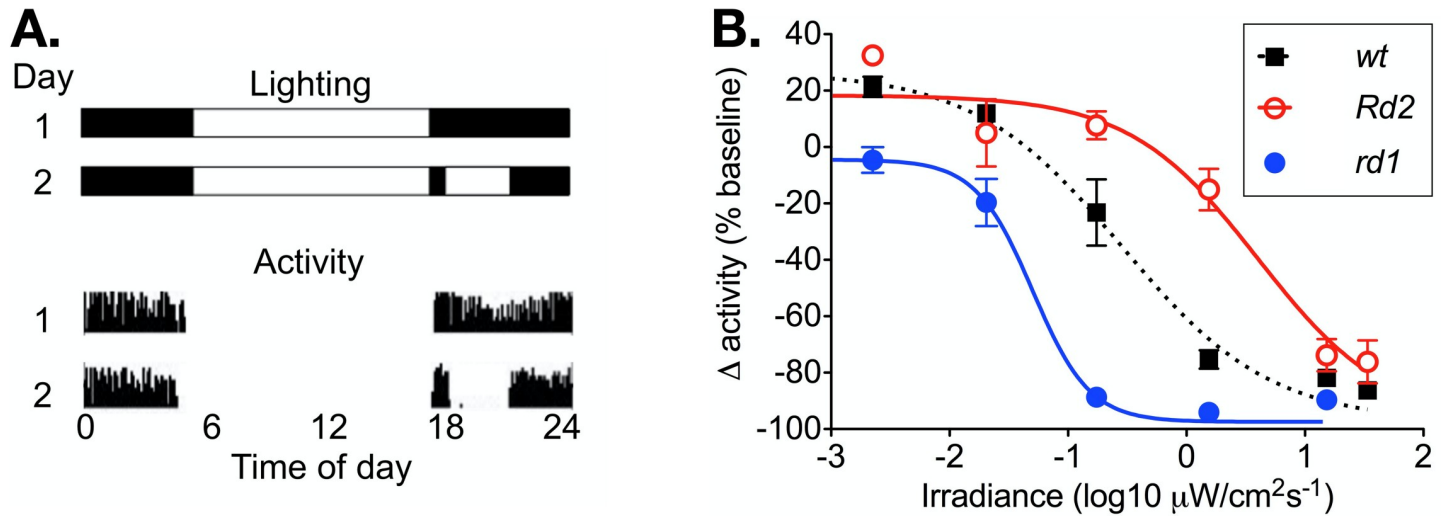 A.
Day
Lighting
1
2
Activity
1
2
0 6 12 18 24
Time of day
B.
Δ activity (% baseline)
40
20
0
-20
-40
-60
-80
-100
-3 -2 -1 0 1 2
Irradiance (log10 μW/cm²s⁻¹)
wt
Rd2
rd1